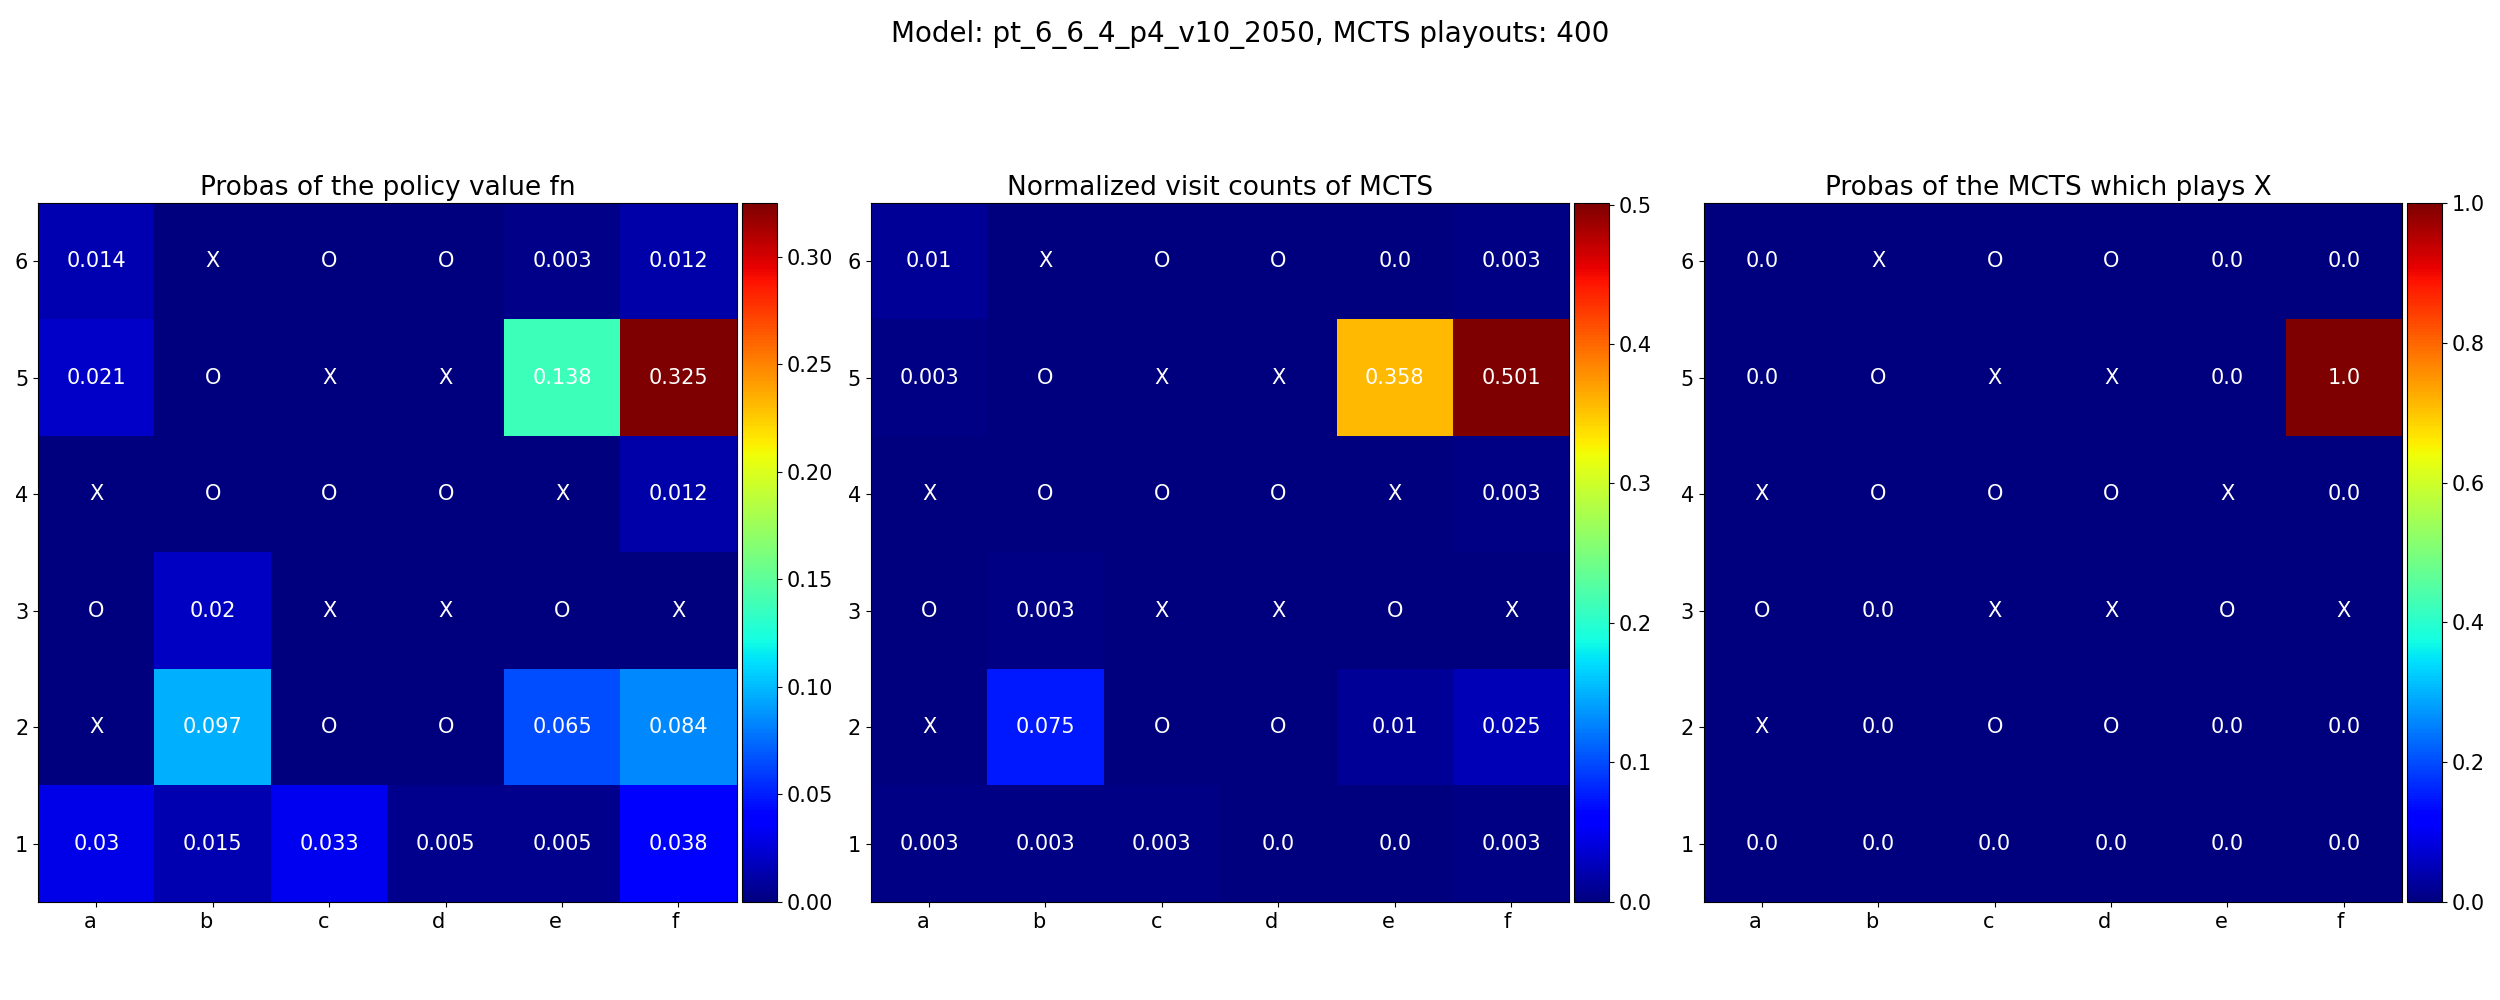 Model: pt_6_6_4_p4_v10_2050, MCTS playouts: 400
Probas of the policy value fn
6 0.014 X O O 0.003 0.012
5 0.021 O X X 0.138 0.325
4 X O O O X 0.012
3 O 0.02 X X O X
2 X 0.097 O O 0.065 0.084
1 0.03 0.015 0.033 0.005 0.005 0.038
a b c d e f
0.30
0.25
0.20
0.15
0.10
0.05
0.00
Normalized visit counts of MCTS
6 0.01 X O O 0.0 0.003
5 0.003 O X X 0.358 0.501
4 X O O O X 0.003
3 O 0.003 X X O X
2 X 0.075 O O 0.01 0.025
1 0.003 0.003 0.003 0.0 0.0 0.003
a b c d e f
0.5
0.4
0.3
0.2
0.1
0.0
Probas of the MCTS which plays X
6 0.0 X O O 0.0 0.0
5 0.0 O X X 0.0 1.0
4 X O O O X 0.0
3 O 0.0 X X O X
2 X 0.0 O O 0.0 0.0
1 0.0 0.0 0.0 0.0 0.0 0.0
a b c d e f
1.0
0.8
0.6
0.4
0.2
0.0